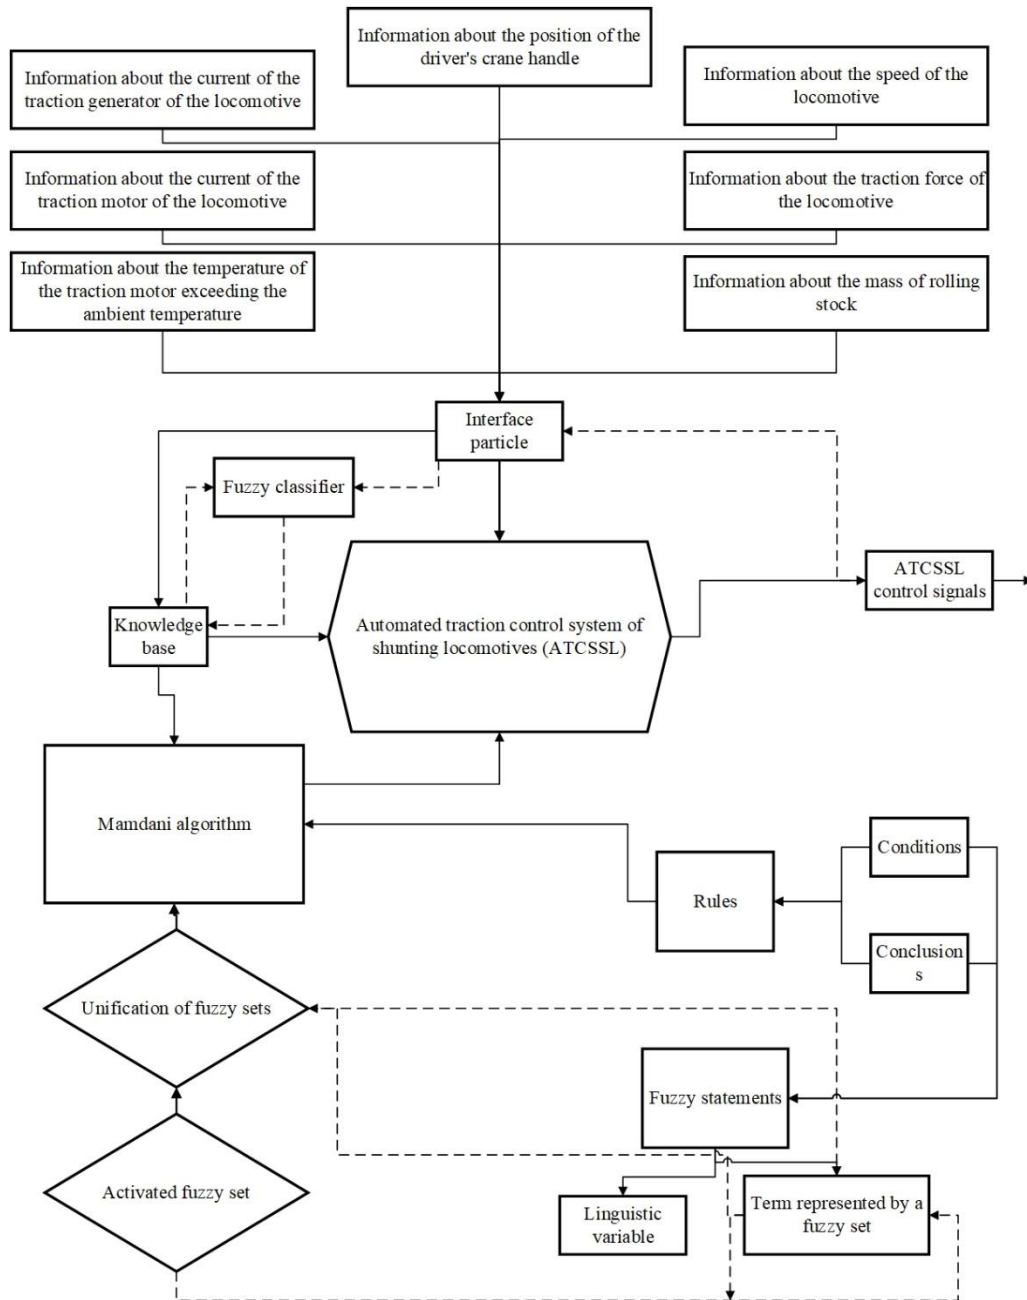 Information about the position of the
driver's crane handle
Information about the current of the
traction generator of the locomotive
Information about the speed of the
locomotive
Information about the current of the
traction motor of the locomotive
Information about the traction force of
the locomotive
Information about the temperature of
the traction motor exceeding the
ambient temperature
Information about the mass of rolling
stock
Interface
particle
Fuzzy classifier
ATCSSL
control signals
Knowledge
base
Automated traction control system of
shunting locomotives (ATCSSL)
Mamdani algorithm
Conditions
Rules
Conclusion
s
Unification of fuzzy sets
Fuzzy statements
Activated fuzzy set
Linguistic
variable
Term represented by a
fuzzy set